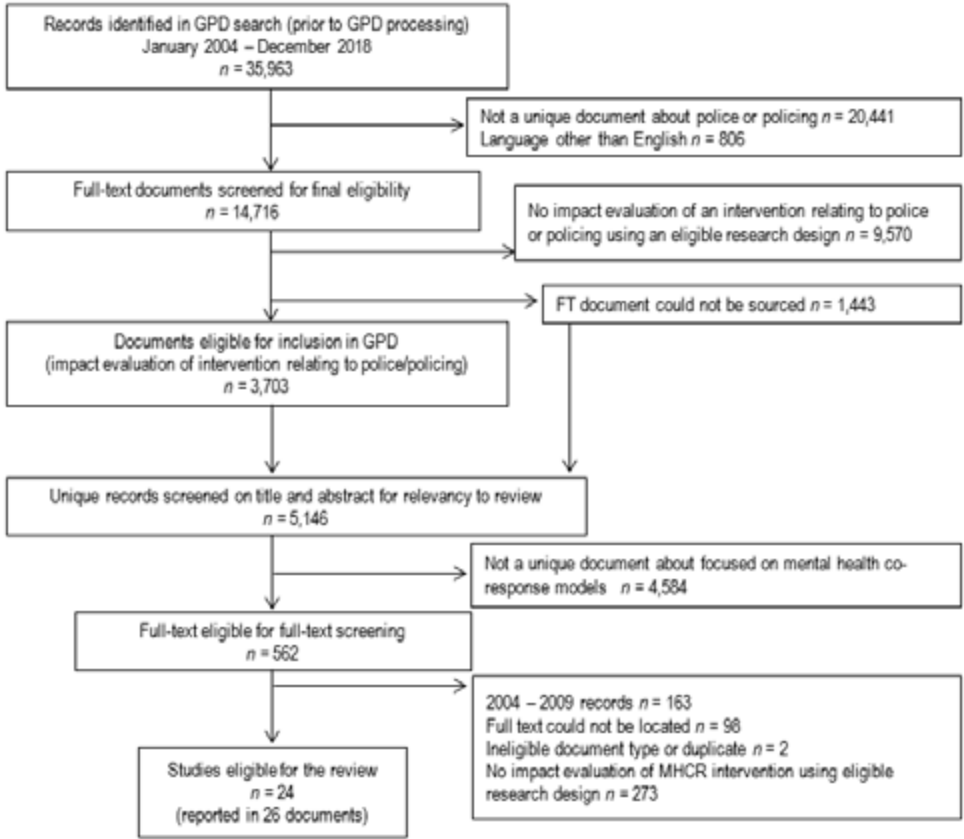 Records identified in GPD search (prior to GPD processing)
January 2004 – December 2018
n = 35,963
Not a unique document about police or policing n = 20,441
Language other than English n = 806
Full-text documents screened for final eligibility
n = 14,716
No impact evaluation of an intervention relating to police
or policing using an eligible research design n = 9,570
FT document could not be sourced n = 1,443
Documents eligible for inclusion in GPD
(impact evaluation of intervention relating to police/policing)
n = 3,703
Unique records screened on title and abstract for relevancy to review
n = 5,146
Not a unique document about focused on mental health co-
response models n = 4,584
Full-text eligible for full-text screening
n = 562
2004 – 2009 records n = 163
Full text could not be located n = 98
Ineligible document type or duplicate n = 2
No impact evaluation of MHCR intervention using eligible
research design n = 273
Studies eligible for the review
n = 24
(reported in 26 documents)